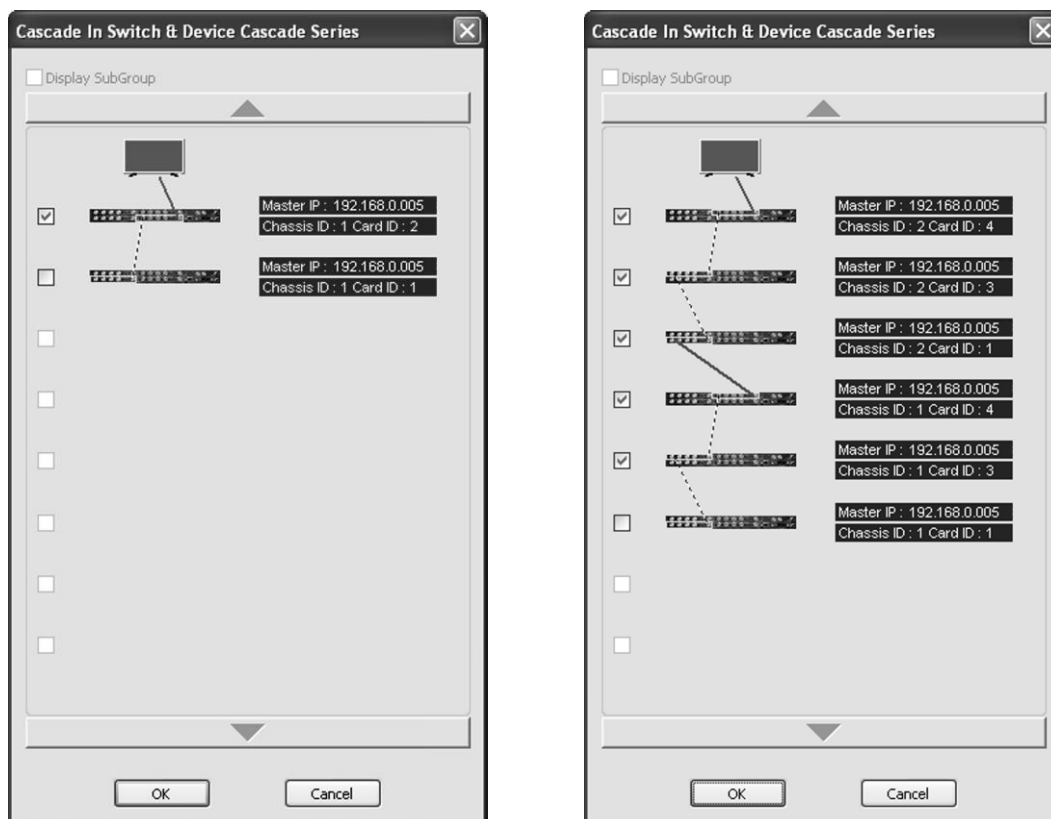 Cascade In Switch & Device Cascade Series
Display SubGroup
Master IP : 192.168.0.005
Chassis ID : 1 Card ID : 2
Master IP : 192.168.0.005
Chassis ID : 1 Card ID : 1
OK
Cancel
Cascade In Switch & Device Cascade Series
Display SubGroup
Master IP : 192.168.0.005
Chassis ID : 2 Card ID : 4
Master IP : 192.168.0.005
Chassis ID : 2 Card ID : 3
Master IP : 192.168.0.005
Chassis ID : 2 Card ID : 1
Master IP : 192.168.0.005
Chassis ID : 1 Card ID : 4
Master IP : 192.168.0.005
Chassis ID : 1 Card ID : 3
Master IP : 192.168.0.005
Chassis ID : 1 Card ID : 1
OK
Cancel